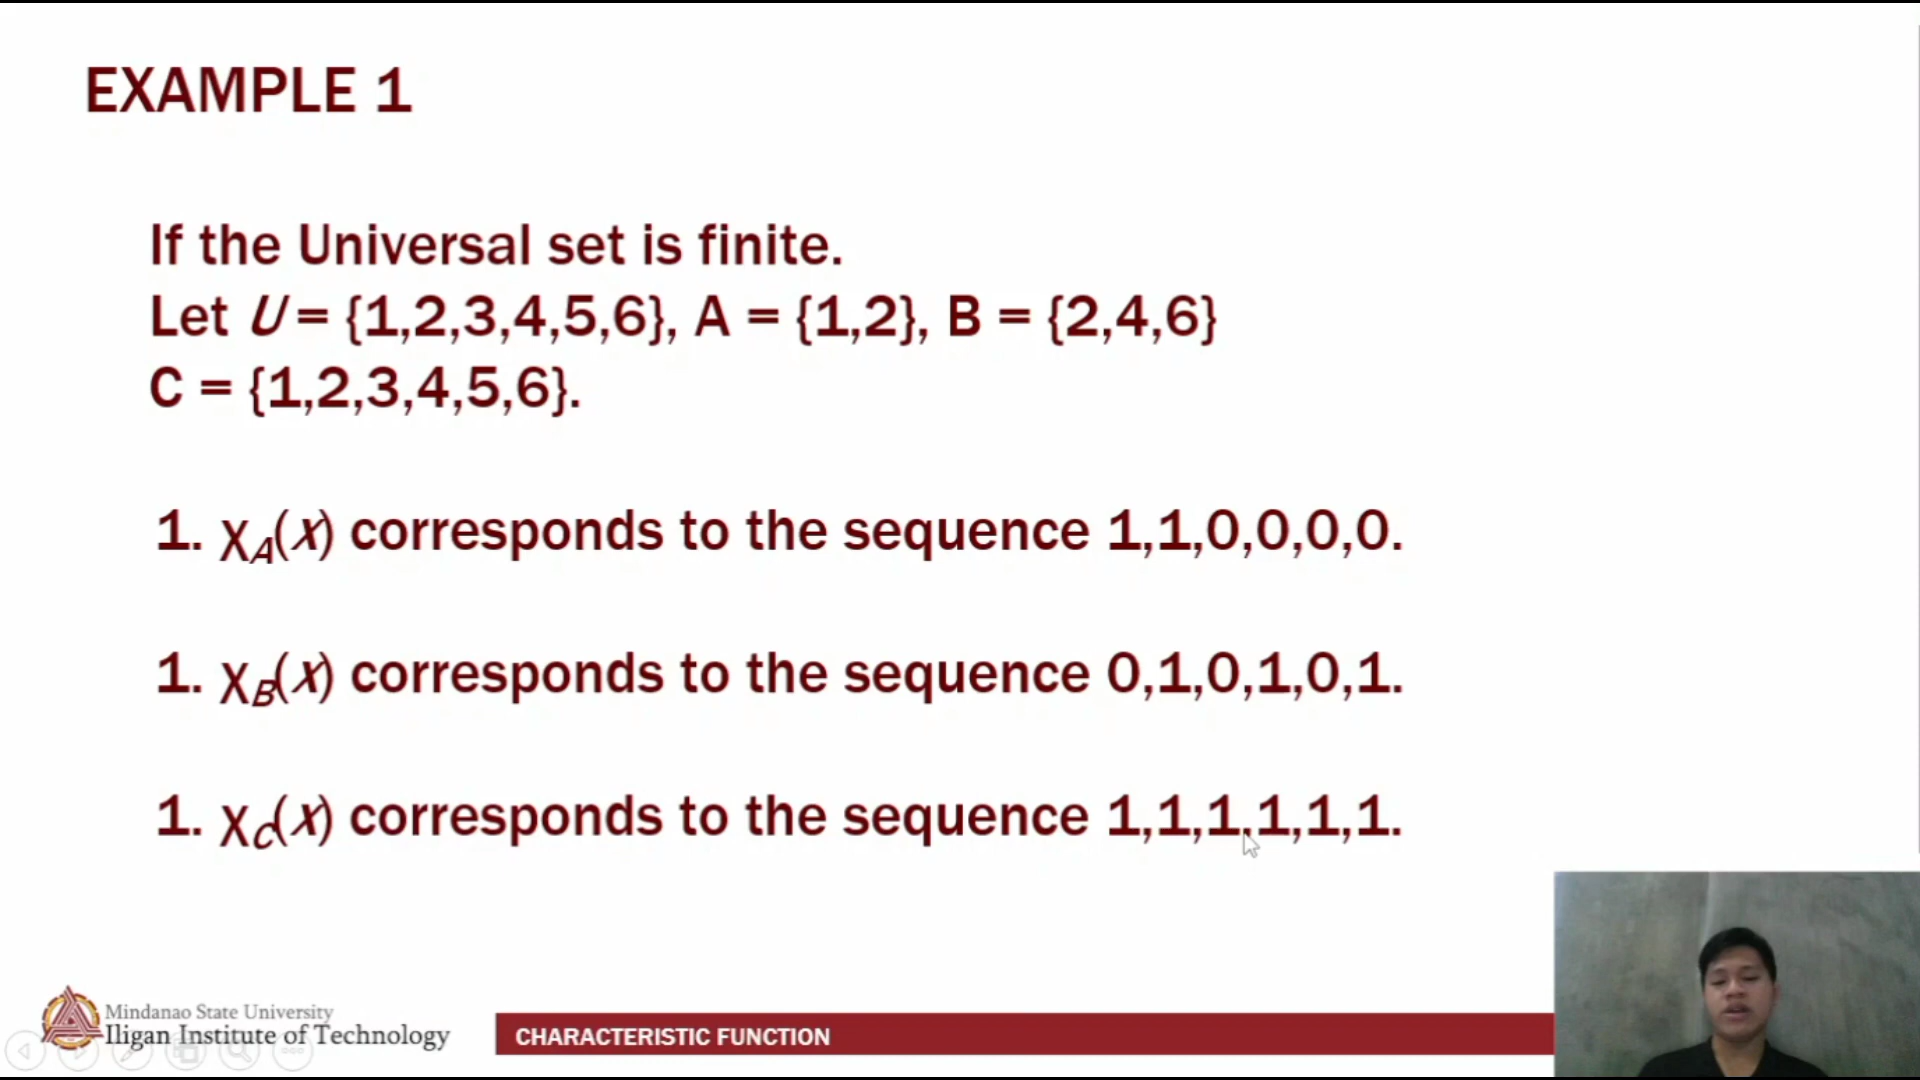 EXAMPLE 1
If the Universal set is finite.
Let U = {1,2,3,4,5,6}, A = {1,2}, B = {2,4,6}
C = {1,2,3,4,5,6}.
1. χA(x) corresponds to the sequence 1,1,0,0,0,0.
1. χB(x) corresponds to the sequence 0,1,0,1,0,1.
1. χC(x) corresponds to the sequence 1,1,1,1,1,1.
Mindanao State University
Iligan Institute of Technology
CHARACTERISTIC FUNCTION